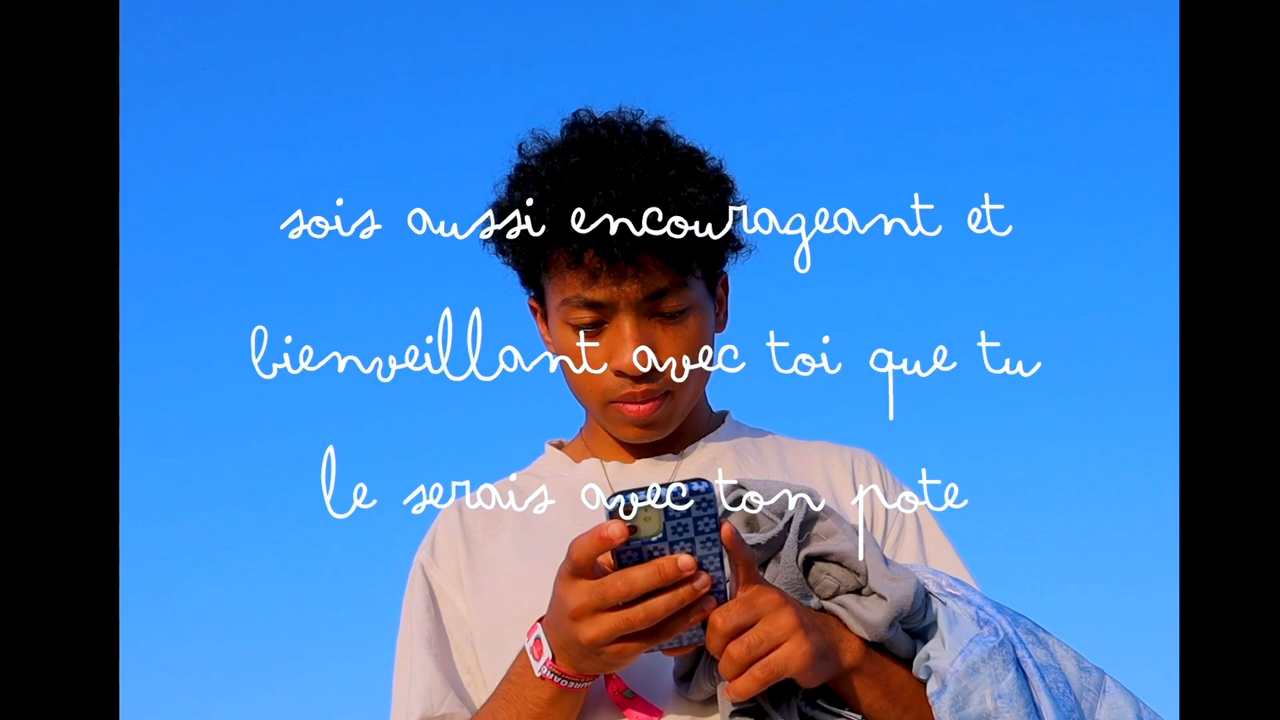 sois aussi encourageant et
bienveillant avec toi que tu
le serais avec ton pote